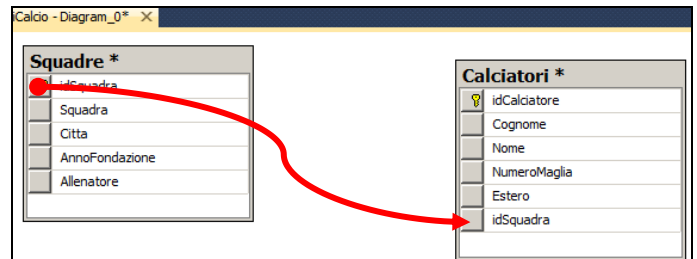 iCalcio - Diagram_0*
Squadre *
idSquadra
Squadra
Citta
AnnoFondazione
Allenatore
Calciatori *
idCalciatore
Cognome
Nome
NumeroMaglia
Estero
idSquadra